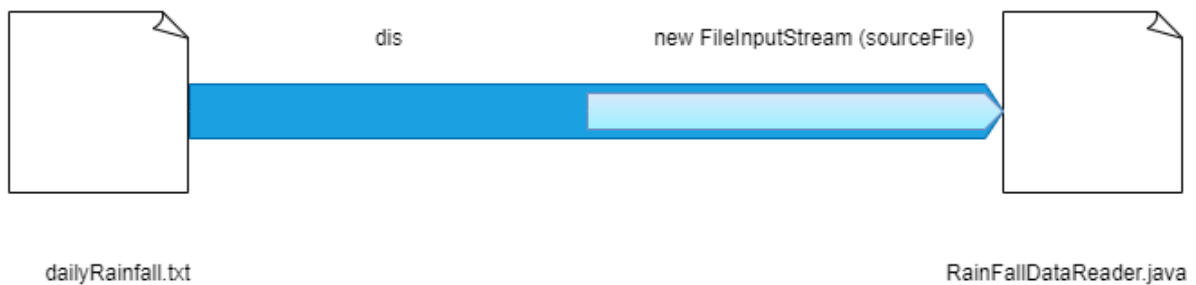 dis
new FileInputStream (sourceFile)
dailyRainfall.txt
RainFallDataReader.java